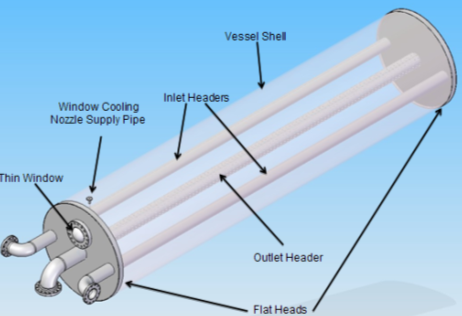 Vessel Shell
Window Cooling
Nozzle Supply Pipe
Inlet Headers
Thin Window
Outlet Header
Flat Heads